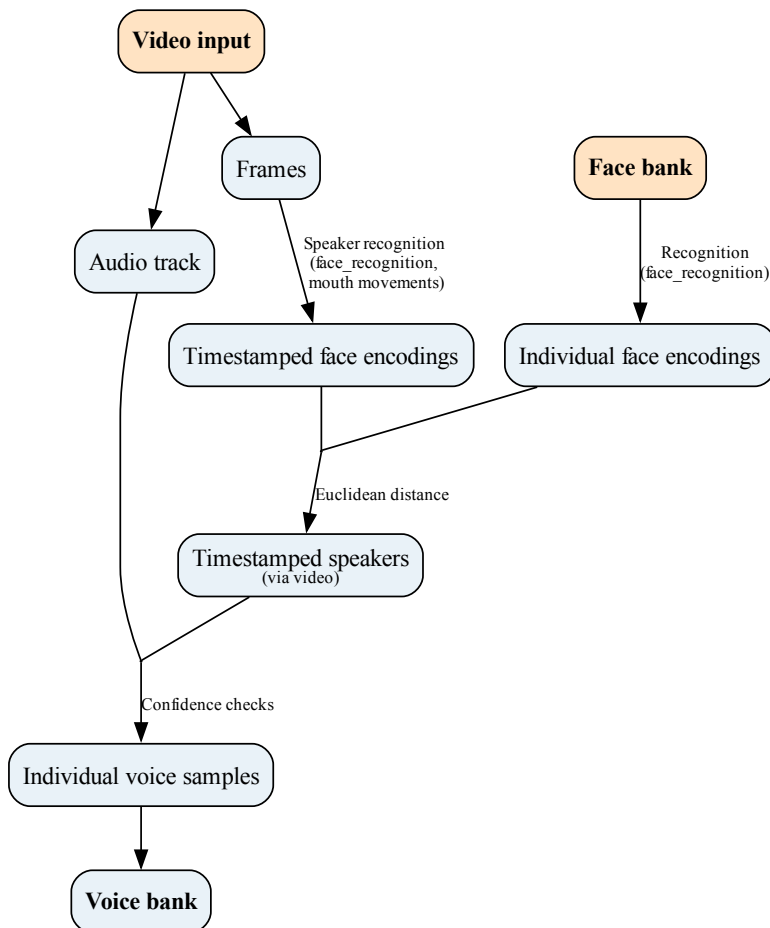 Video input
Frames
Face bank
Audio track
Speaker recognition
(face_recognition,
mouth movements)
Recognition
(face_recognition)
Timestamped face encodings
Individual face encodings
Euclidean distance
Timestamped speakers
(via video)
Confidence checks
Individual voice samples
Voice bank